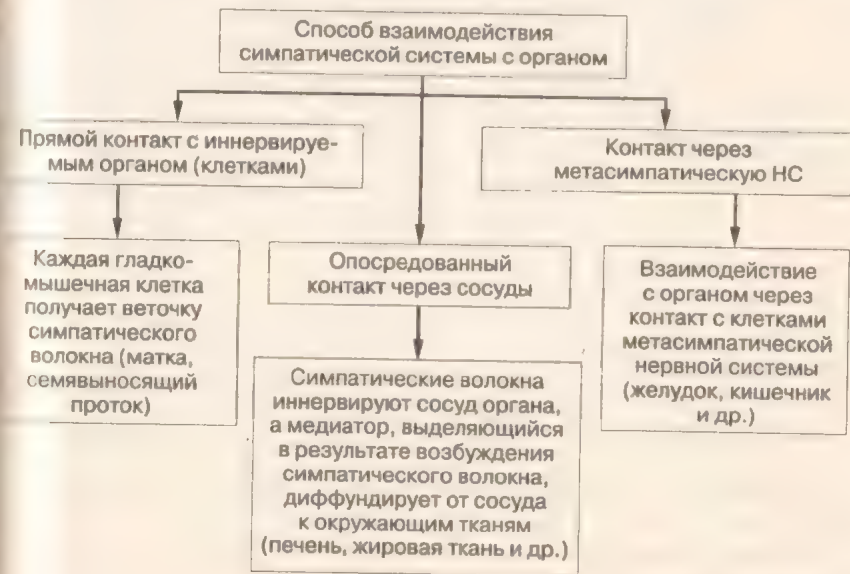 Способ взаимодействия
симпатической системы с органом
Прямой контакт с иннервируе-
мым органом (клетками)
Контакт через
метасимпатическую НС
Каждая гладко-
мышечная клетка
получает веточку
симпатического
волокна (матка,
семявыносящий
проток)
Опосредованный
контакт через сосуды
Симпатические волокна
иннервируют сосуд органа,
а медиатор, выделяющийся
в результате возбуждения
симпатического волокна,
диффундирует от сосуда
к окружающим тканям
(печень, жировая ткань и др.)
Взаимодействие
с органом через
контакт с клетками
метасимпатической
нервной системы
(желудок, кишечник
и др.)